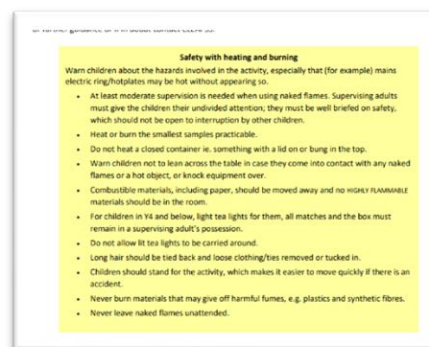 Safety with heating and burning
Warn children about the hazards involved in the activity, especially that (for example) mains
electric ring/hotplates may be hot without appearing so.
• At least moderate supervision is needed when using naked flames. Supervising adults
must give the children their undivided attention; they must be well briefed on safety,
which should not be open to interruption by other children.
• Heat or burn the smallest samples practicable.
• Do not heat a closed container ie. something with a lid on or bung in the top.
• Warn children not to lean across the table in case they come into contact with any naked
flames or a hot object, or knock equipment over.
• Combustible materials, including paper, should be moved away and no HIGHLY FLAMMABLE
materials should be in the room.
• For children in Y4 and below, light tea lights for them, all matches and the box must
remain in a supervising adult's possession.
• Do not allow lit tea lights to be carried around.
• Long hair should be tied back and loose clothing/ties removed or tucked in.
• Children should stand for the activity, which makes it easier to move quickly if there is an
accident.
• Never burn materials that may give off harmful fumes, e.g. plastics and synthetic fibres.
• Never leave naked flames unattended.